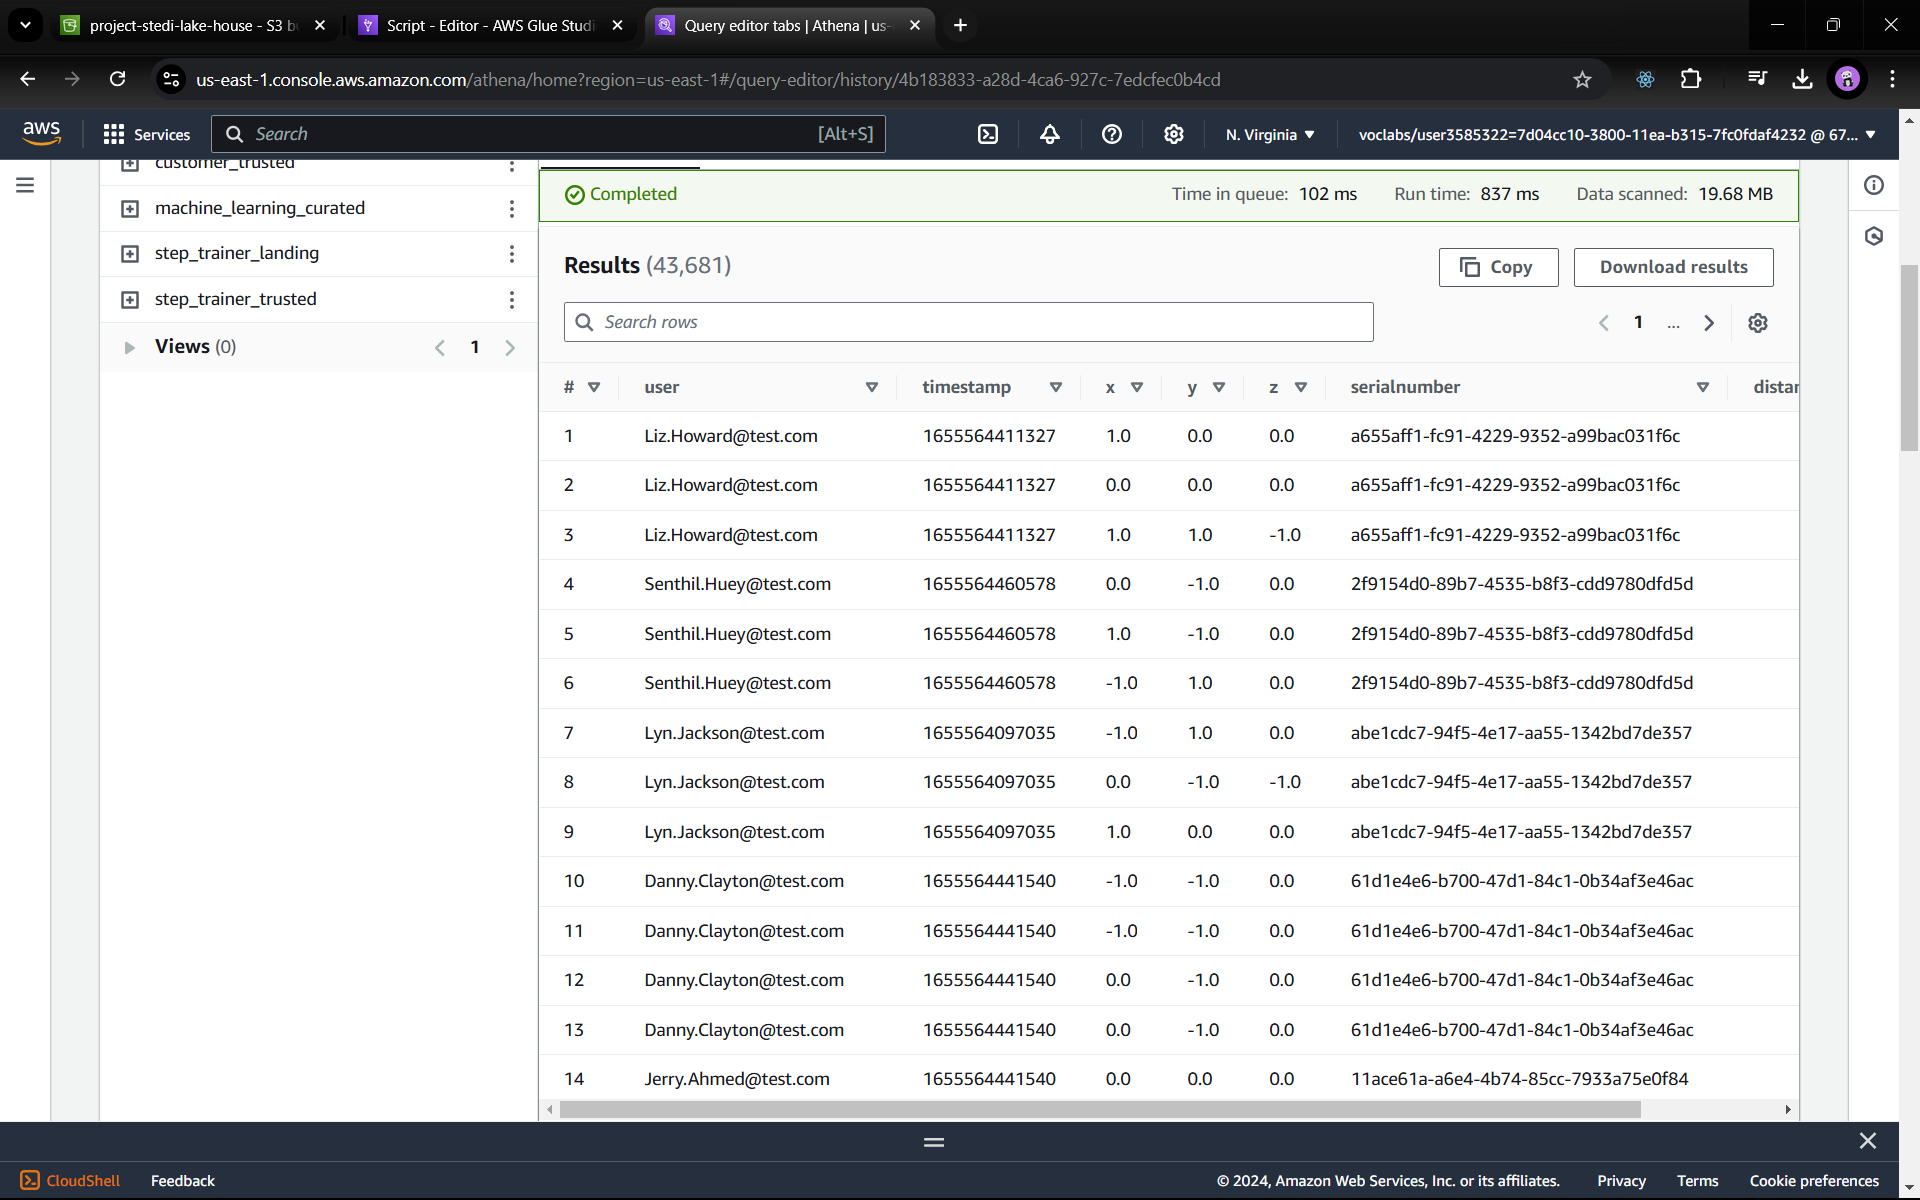 project-stedi-lake-house - S3 b
Script - Editor - AWS Glue Studi
Query editor tabs | Athena | us-
us-east-1.console.aws.amazon.com/athena/home?region=us-east-1#/query-editor/history/4b183833-a28d-4ca6-927c-7edcfec0b4cd
aws
Services
Search
[Alt+S]
N. Virginia
voclabs/user3585322=7d04cc10-3800-11ea-b315-7fc0fdaf4232 @ 67...
customer_trusted
machine_learning_curated
step_trainer_landing
step_trainer_trusted
Views (0)
1
Completed
Time in queue: 102 ms
Run time: 837 ms
Data scanned: 19.68 MB
Results (43,681)
Copy
Download results
Search rows
1 ...
# user timestamp x y z serialnumber distan
1 Liz.Howard@test.com 1655564411327 1.0 0.0 0.0 a655aff1-fc91-4229-9352-a99bac031f6c
2 Liz.Howard@test.com 1655564411327 0.0 0.0 0.0 a655aff1-fc91-4229-9352-a99bac031f6c
3 Liz.Howard@test.com 1655564411327 1.0 1.0 -1.0 a655aff1-fc91-4229-9352-a99bac031f6c
4 Senthil.Huey@test.com 1655564460578 0.0 -1.0 0.0 2f9154d0-89b7-4535-b8f3-cdd9780dfd5d
5 Senthil.Huey@test.com 1655564460578 1.0 -1.0 0.0 2f9154d0-89b7-4535-b8f3-cdd9780dfd5d
6 Senthil.Huey@test.com 1655564460578 -1.0 1.0 0.0 2f9154d0-89b7-4535-b8f3-cdd9780dfd5d
7 Lyn.Jackson@test.com 1655564097035 -1.0 1.0 0.0 abe1cdc7-94f5-4e17-aa55-1342bd7de357
8 Lyn.Jackson@test.com 1655564097035 0.0 -1.0 -1.0 abe1cdc7-94f5-4e17-aa55-1342bd7de357
9 Lyn.Jackson@test.com 1655564097035 1.0 0.0 0.0 abe1cdc7-94f5-4e17-aa55-1342bd7de357
10 Danny.Clayton@test.com 1655564441540 -1.0 -1.0 0.0 61d1e4e6-b700-47d1-84c1-0b34af3e46ac
11 Danny.Clayton@test.com 1655564441540 -1.0 -1.0 0.0 61d1e4e6-b700-47d1-84c1-0b34af3e46ac
12 Danny.Clayton@test.com 1655564441540 0.0 -1.0 0.0 61d1e4e6-b700-47d1-84c1-0b34af3e46ac
13 Danny.Clayton@test.com 1655564441540 0.0 -1.0 0.0 61d1e4e6-b700-47d1-84c1-0b34af3e46ac
14 Jerry.Ahmed@test.com 1655564441540 0.0 0.0 0.0 11ace61a-a6e4-4b74-85cc-7933a75e0f84
CloudShell
Feedback
© 2024, Amazon Web Services, Inc. or its affiliates.
Privacy
Terms
Cookie preferences